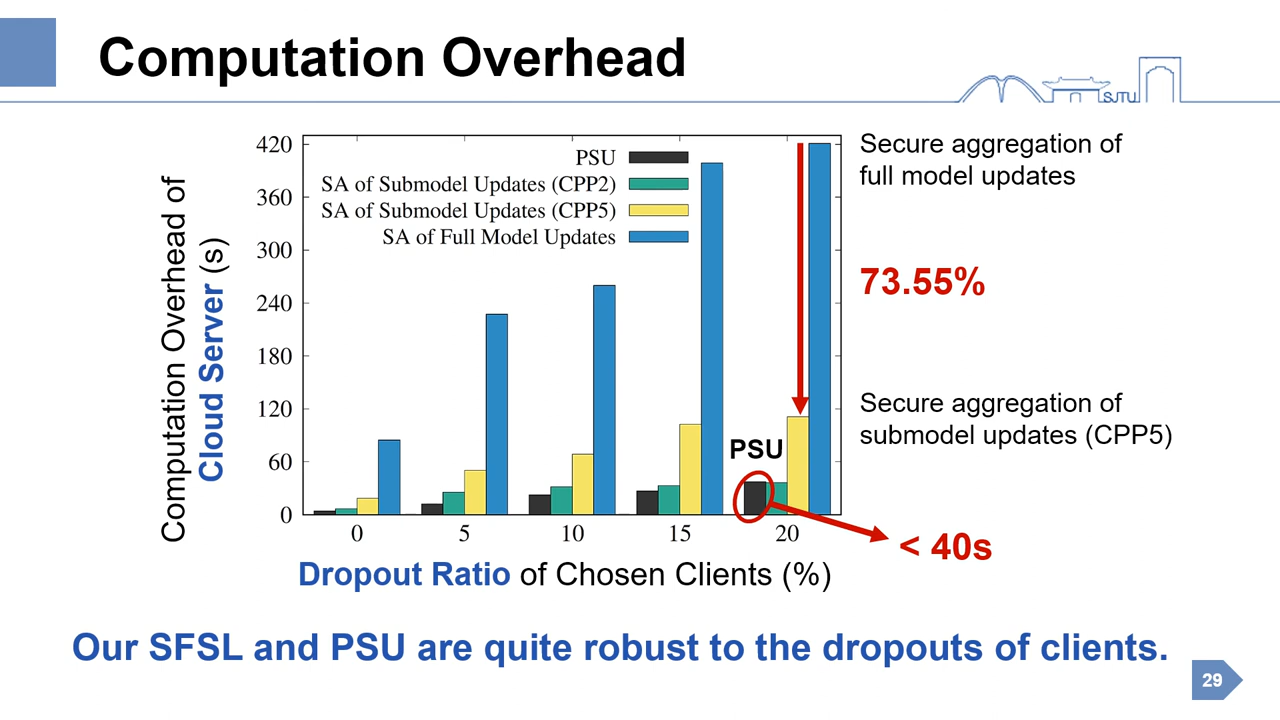 Computation Overhead
SJTU
Computation Overhead of
Cloud Server (s)
420
360
300
240
180
120
60
0
PSU
SA of Submodel Updates (CPP2)
SA of Submodel Updates (CPP5)
SA of Full Model Updates
PSU
0 5 10 15 20
Dropout Ratio of Chosen Clients (%)
Secure aggregation of
full model updates
73.55%
Secure aggregation of
submodel updates (CPP5)
< 40s
Our SFSL and PSU are quite robust to the dropouts of clients.
29